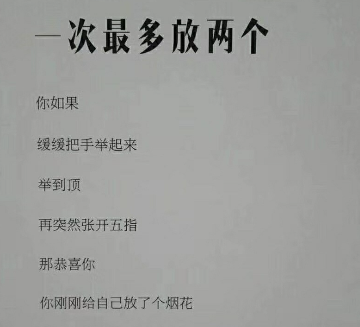 一次最多放两个
你如果
缓缓把手举起来
举到顶
再突然张开五指
那恭喜你
你刚刚给自己放了个烟花